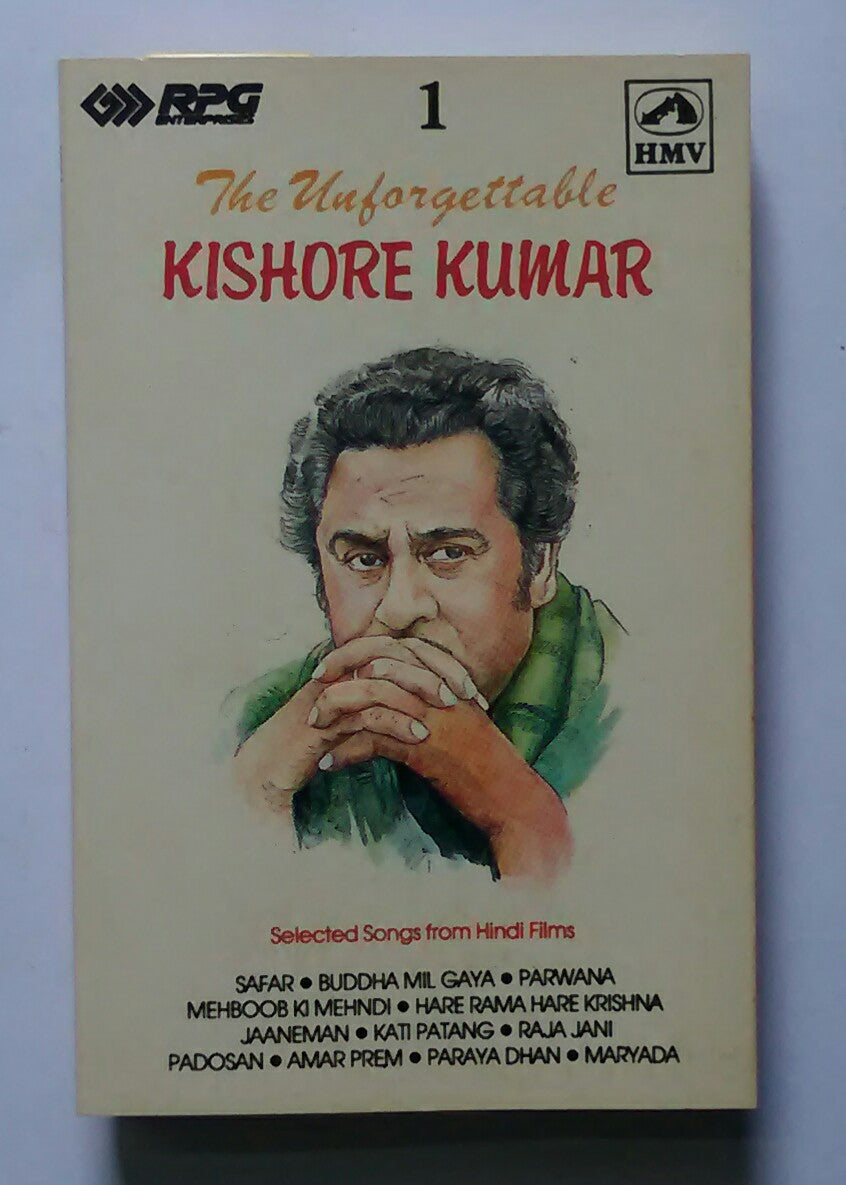 RPG
ENTERPRISES
1
HMV
The Unforgettable
KISHORE KUMAR
Selected Songs from Hindi Films
SAFAR • BUDDHA MIL GAYA • PARWANA
MEHBOOB KI MEHNDI • HARE RAMA HARE KRISHNA
JAANEMAN • KATI PATANG • RAJA JANI
PADOSAN • AMAR PREM • PARAYA DHAN • MARYADA